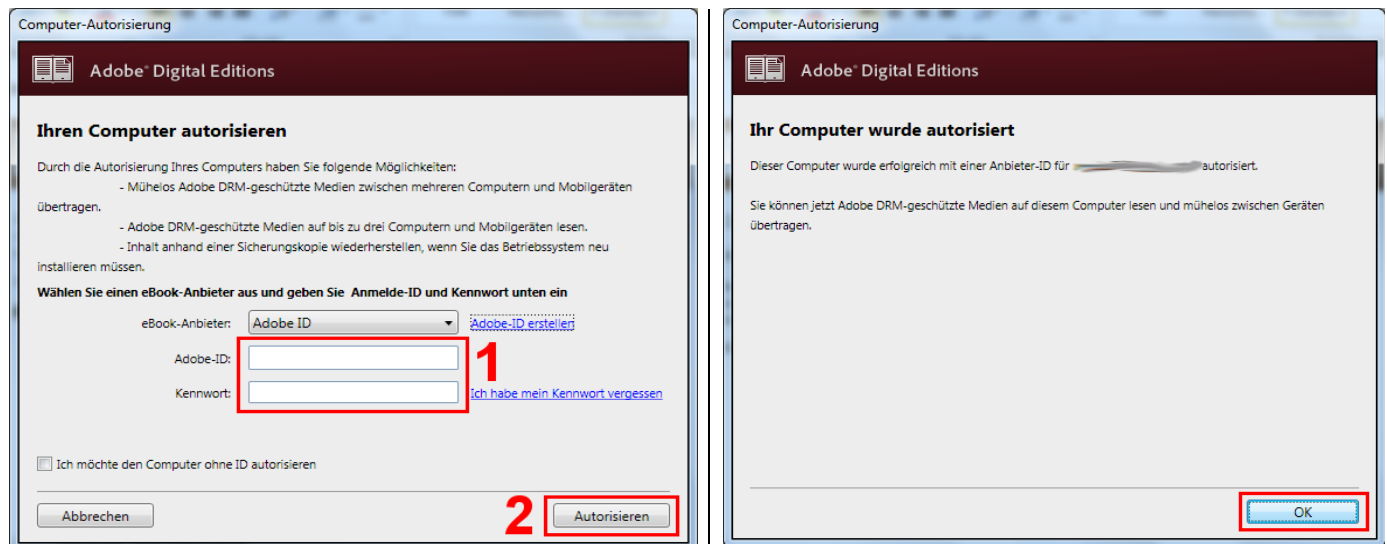 Computer-Autorisierung
Adobe® Digital Editions
Ihren Computer autorisieren
Durch die Autorisierung Ihres Computers haben Sie folgende Möglichkeiten:
- Mühelos Adobe DRM-geschützte Medien zwischen mehreren Computern und Mobilgeräten
übertragen.
- Adobe DRM-geschützte Medien auf bis zu drei Computern und Mobilgeräten lesen.
- Inhalt anhand einer Sicherungskopie wiederherstellen, wenn Sie das Betriebssystem neu
installieren müssen.
Wählen Sie einen eBook-Anbieter aus und geben Sie Anmelde-ID und Kennwort unten ein
eBook-Anbieter: Adobe ID Adobe-ID erstellen
Adobe-ID: 1
Kennwort: Ich habe mein Kennwort vergessen
Ich möchte den Computer ohne ID autorisieren
Abbrechen 2 Autorisieren
Computer-Autorisierung
Adobe® Digital Editions
Ihr Computer wurde autorisiert
Dieser Computer wurde erfolgreich mit einer Anbieter-ID für autorisiert.
Sie können jetzt Adobe DRM-geschützte Medien auf diesem Computer lesen und mühelos zwischen Geräten
übertragen.
OK